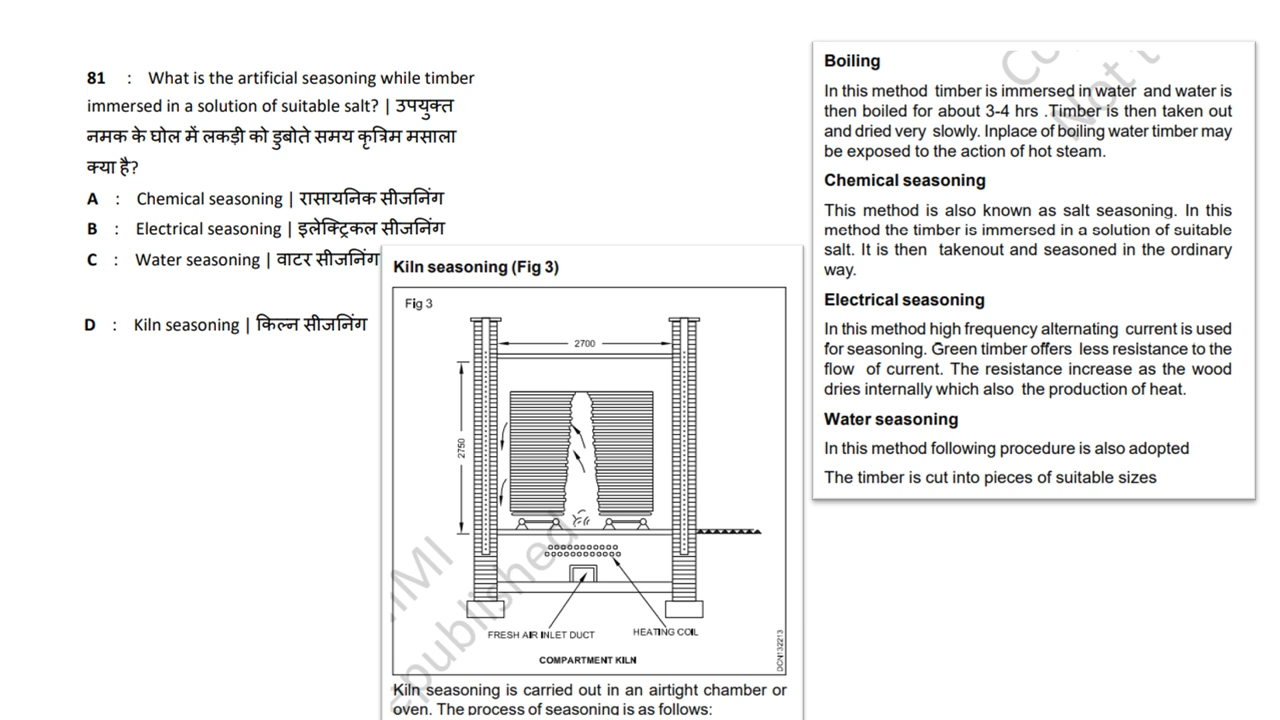 81 : What is the artificial seasoning while timber
immersed in a solution of suitable salt? | उपयुक्त
नमक के घोल में लकड़ी को डुबोते समय कृत्रिम मसाला
क्या है?
A : Chemical seasoning | रासायनिक सीजनिंग
B : Electrical seasoning | इलेक्ट्रिकल सीजनिंग
C : Water seasoning | वाटर सीजनिंग
D : Kiln seasoning | किल्न सीजनिंग
Kiln seasoning (Fig 3)
Fig 3
2700
2750
FRESH AIR INLET DUCT
HEATING COIL
COMPARTMENT KILN
DCN132213
Kiln seasoning is carried out in an airtight chamber or
oven. The process of seasoning is as follows:
Boiling
In this method timber is immersed in water and water is
then boiled for about 3-4 hrs .Timber is then taken out
and dried very slowly. Inplace of boiling water timber may
be exposed to the action of hot steam.
Chemical seasoning
This method is also known as salt seasoning. In this
method the timber is immersed in a solution of suitable
salt. It is then takenout and seasoned in the ordinary
way.
Electrical seasoning
In this method high frequency alternating current is used
for seasoning. Green timber offers less resistance to the
flow of current. The resistance increase as the wood
dries internally which also the production of heat.
Water seasoning
In this method following procedure is also adopted
The timber is cut into pieces of suitable sizes